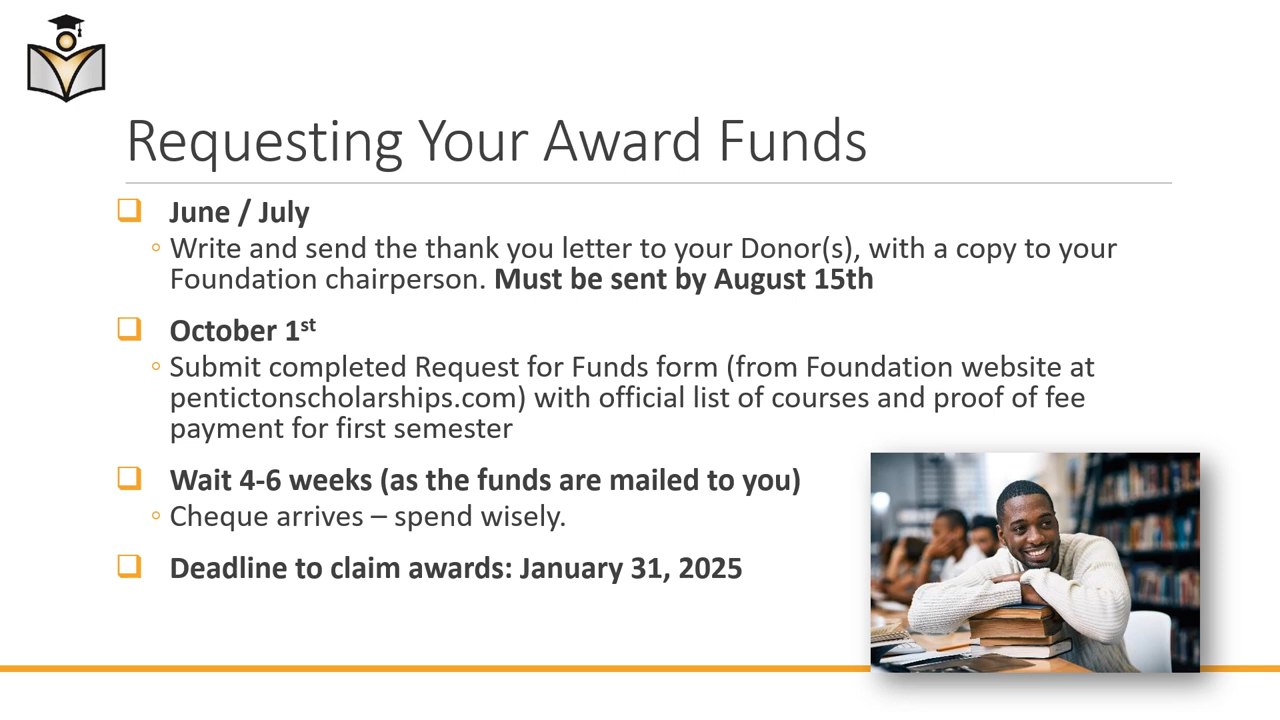 Requesting Your Award Funds
June / July
Write and send the thank you letter to your Donor(s), with a copy to your
Foundation chairperson. Must be sent by August 15th
October 1st
Submit completed Request for Funds form (from Foundation website at
pentictonscholarships.com) with official list of courses and proof of fee
payment for first semester
Wait 4-6 weeks (as the funds are mailed to you)
Cheque arrives – spend wisely.
Deadline to claim awards: January 31, 2025